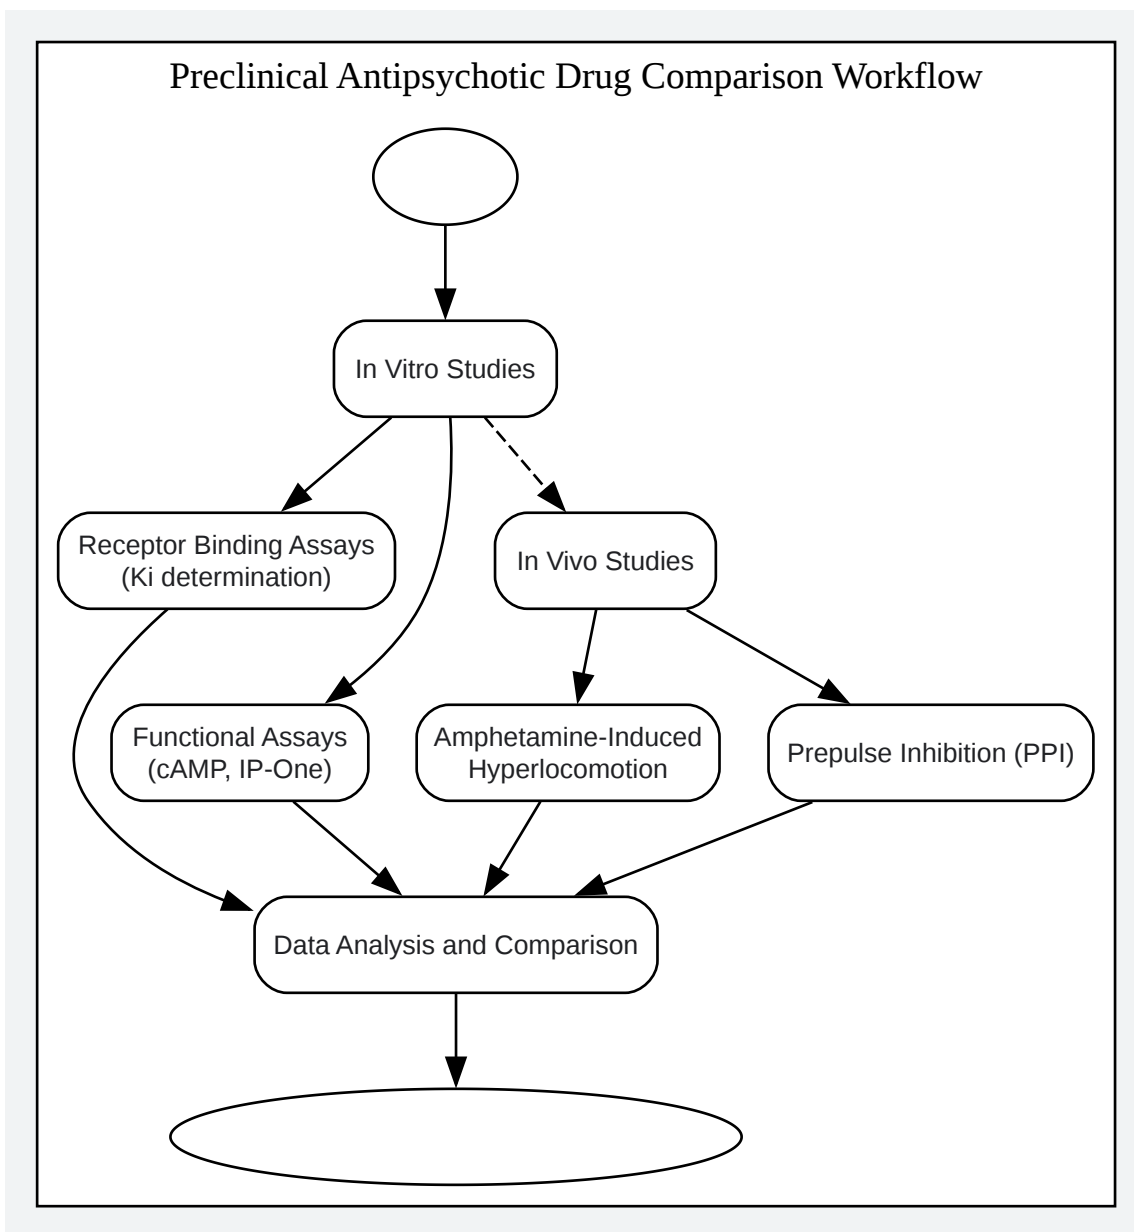 Preclinical Antipsychotic Drug Comparison Workflow
In Vitro Studies
Receptor Binding Assays
(Ki determination)
In Vivo Studies
Functional Assays
(cAMP, IP-One)
Amphetamine-Induced
Hyperlocomotion
Prepulse Inhibition (PPI)
Data Analysis and Comparison